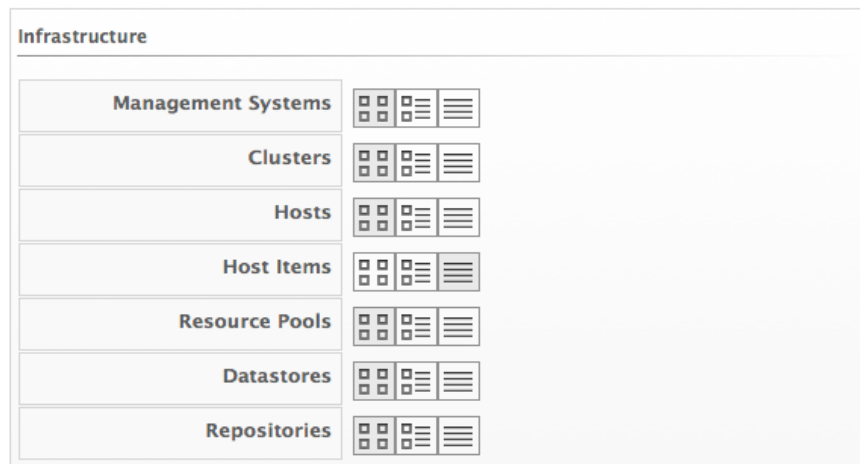 Infrastructure
Management Systems
Clusters
Hosts
Host Items
Resource Pools
Datastores
Repositories